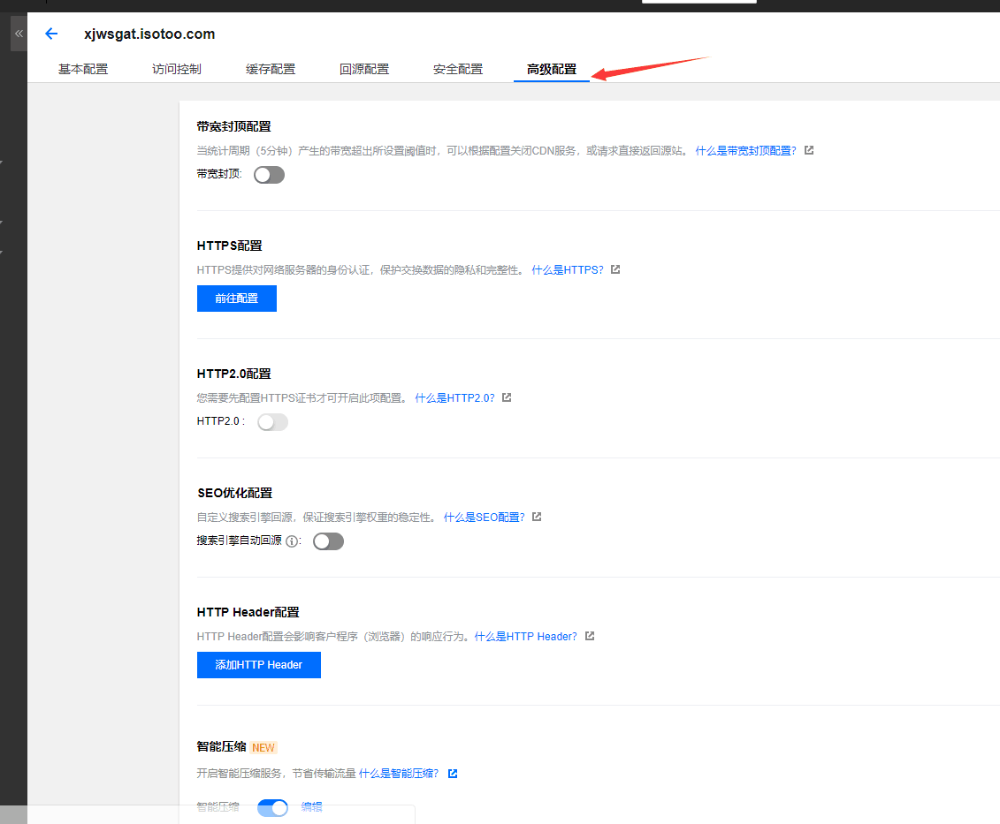 «
xjwsgat.isotoo.com
基本配置 访问控制 缓存配置 回源配置 安全配置 高级配置
带宽封顶配置
当统计周期（5分钟）产生的带宽超出所设置阈值时，可以根据配置关闭CDN服务，或请求直接返回源站。 什么是带宽封顶配置？
带宽封顶:
HTTPS配置
HTTPS提供对网络服务器的身份认证，保护交换数据的隐私和完整性。 什么是HTTPS?
前往配置
HTTP2.0配置
您需要先配置HTTPS证书才可开启此项配置。 什么是HTTP2.0?
HTTP2.0 :
SEO优化配置
自定义搜索引擎回源，保证搜索引擎权重的稳定性。 什么是SEO配置?
搜索引擎自动回源 :
HTTP Header配置
HTTP Header配置会影响客户程序（浏览器）的响应行为。什么是HTTP Header?
添加HTTP Header
智能压缩 NEW
开启智能压缩服务，节省传输流量 什么是智能压缩?
智能压缩 编辑